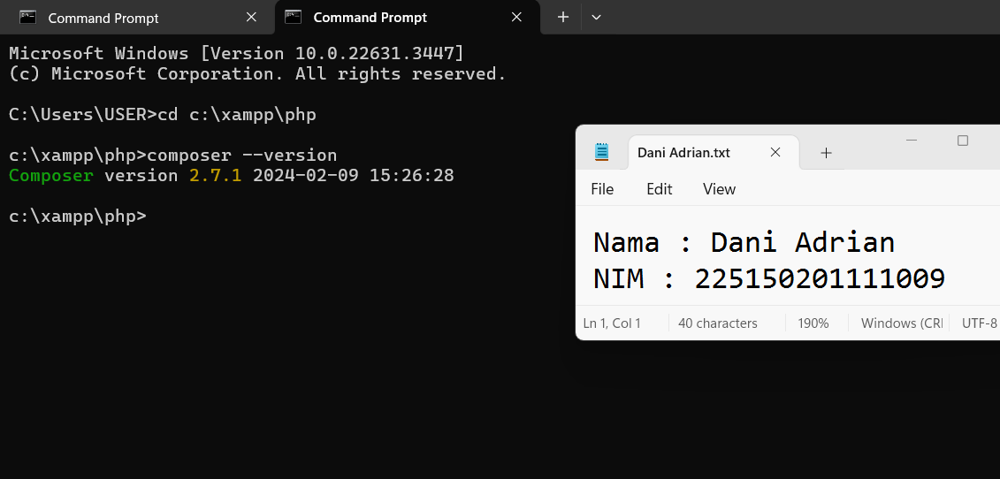 Command Prompt
Command Prompt
Microsoft Windows [Version 10.0.22631.3447]
(c) Microsoft Corporation. All rights reserved.
C:\Users\USER>cd c:\xampp\php
c:\xampp\php>composer --version
Composer version 2.7.1 2024-02-09 15:26:28
c:\xampp\php>
Dani Adrian.txt
File Edit View
Nama : Dani Adrian
NIM : 225150201111009
Ln 1, Col 1 40 characters 190% Windows (CRI UTF-8